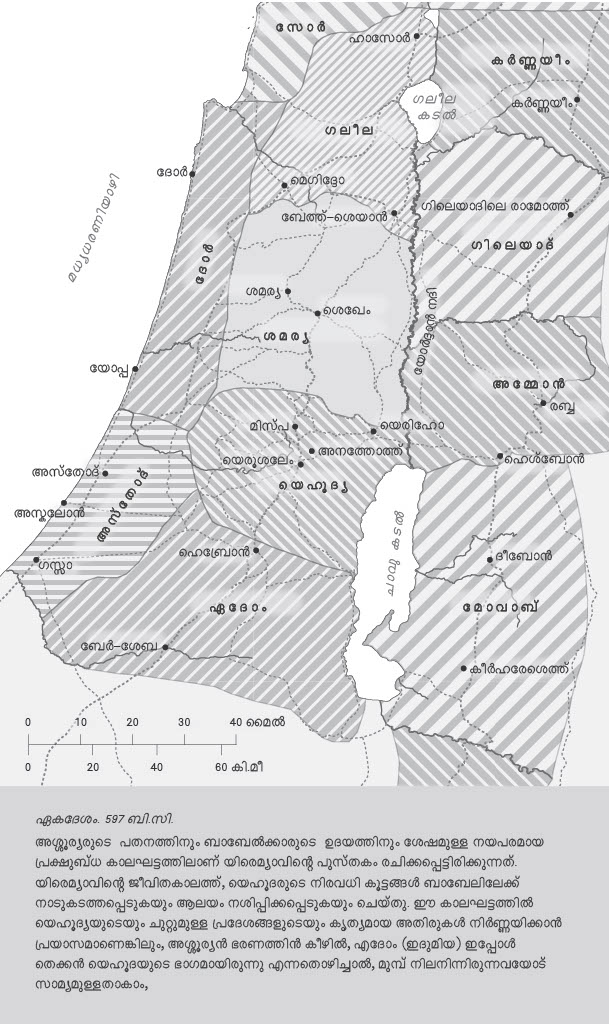 സോർ
ഹാസോർ
കർണ്ണയീം
കർണ്ണയീം
ഗലീല
കടൽ
ഗലീല
ദോർ
മെഗിദ്ദോ
ബേത്ത്-ശെയാൻ
ഗിലെയാദിലെ രാമോത്ത്
ഗിലെയാദ്
മധ്യധരണിയാഴി
ദോർ
ശമര്യ
ശെഖേം
ശമര്യ
യോർദ്ദാൻ നദി
യോപ്പ
അമ്മോൻ
രബ്ബ
മിസ്പ
യെരിഹോ
അനത്തോത്ത്
യെരുശലേം
ഹെശ്ബോൻ
യെഹൂദ്യ
അസ്തോദ്
അസ്തോദ്
അസ്കലോൻ
ഗസ്സാ
ചാവു കടൽ
ഹെബ്രോൻ
ദീബോൻ
ഏദോം
മോവാബ്
ബേർ-ശേബ
കീർഹരേശെത്ത്
0 10 20 30 40 മൈൽ
0 20 40 60 കി.മീ
ഏകദേശം. 597 ബി.സി.
അശ്ശൂര്യരുടെ പതനത്തിനും ബാബേൽക്കാരുടെ ഉദയത്തിനും ശേഷമുള്ള നയപരമായ
പ്രക്ഷുബ്ധ കാലഘട്ടത്തിലാണ് യിരെമ്യാവിന്റെ പുസ്തകം രചിക്കപ്പെട്ടിരിക്കുന്നത്.
യിരെമ്യാവിന്റെ ജീവിതകാലത്ത്, യെഹൂദരുടെ നിരവധി കൂട്ടങ്ങൾ ബാബേലിലേക്ക്
നാടുകടത്തപ്പെടുകയും ആലയം നശിപ്പിക്കപ്പെടുകയും ചെയ്തു. ഈ കാലഘട്ടത്തിൽ
യെഹൂദ്യയുടെയും ചുറ്റുമുള്ള പ്രദേശങ്ങളുടെയും കൃത്യമായ അതിരുകൾ നിർണ്ണയിക്കാൻ
പ്രയാസമാണെങ്കിലും, അശ്ശൂര്യൻ ഭരണത്തിൻ കീഴിൽ, എദോം (ഇദുമിയ) ഇപ്പോൾ
തെക്കൻ യെഹൂദയുടെ ഭാഗമായിരുന്നു എന്നതൊഴിച്ചാൽ, മുമ്പ് നിലനിന്നിരുന്നവയോട്
സാമ്യമുള്ളതാകാം,